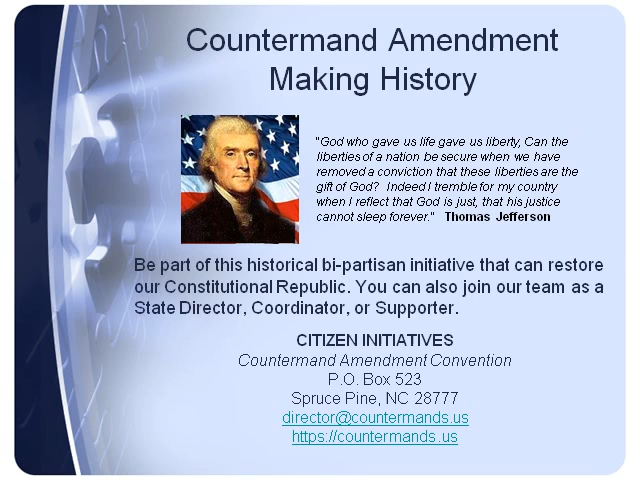 Countermand Amendment
Making History
"God who gave us life gave us liberty, Can the
liberties of a nation be secure when we have
removed a conviction that these liberties are the
gift of God? Indeed I tremble for my country
when I reflect that God is just, that his justice
cannot sleep forever." Thomas Jefferson
Be part of this historical bi-partisan initiative that can restore
our Constitutional Republic. You can also join our team as a
State Director, Coordinator, or Supporter.
CITIZEN INITIATIVES
Countermand Amendment Convention
P.O. Box 523
Spruce Pine, NC 28777
director@countermands.us
https://countermands.us